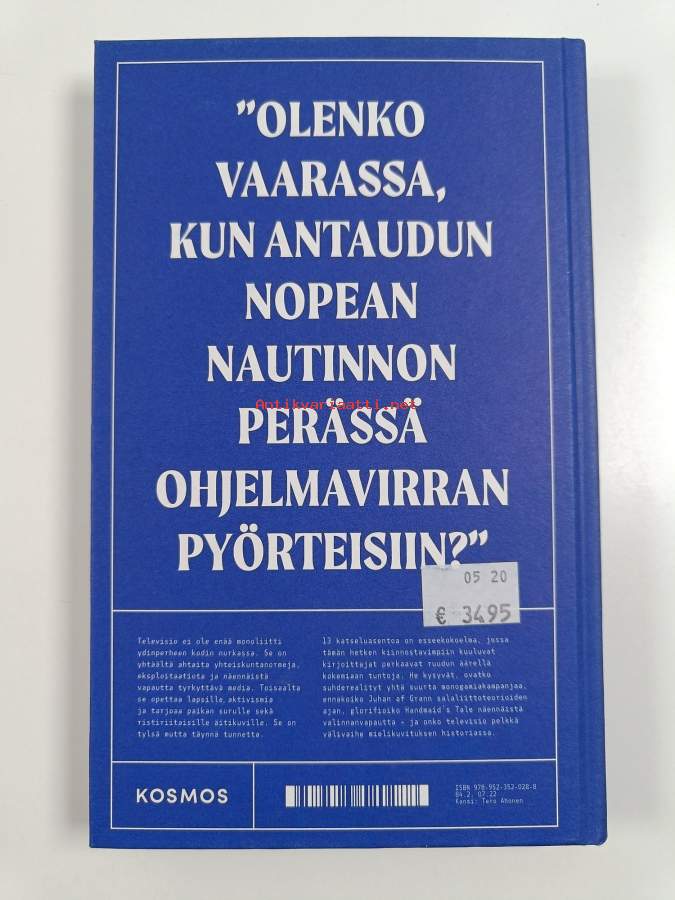 "OLENKO
VAARASSA,
KUN ANTAUDUN
NOPEAN
NAUTINNON
Antikvariaatti.net
PERÄSSÄ
OHJELMAVIRRAN
PYÖRTEISIIN?"
05 20
€ 3495
Televisio ei ole enää monoliitti
ydinperheen kodin nurkassa. Se on
yhtäältä ahtaita yhteiskuntanormeja,
eksploitaatiota ja näennäistä
vapautta tyrkyttävä media. Toisaalta
se opettaa lapsille aktivismia
ja tarjoaa paikan surulle sekä
ristiriitaisille äitikuville. Se on
tylsä mutta täynnä tunnetta.
13 katseluasentoa on esseekokoelma, jossa
tämän hetken kiinnostavimpiin kuuluvat
kirjoittajat perkaavat ruudun äärellä
kokemiaan tuntoja. He kysyvät, ovatko
suhderealityt yhtä suurta monogamiakampanjaa,
ennakoiko Juhan af Grann salaliittoteorioiden
ajan, glorifioiko Handmaid's Tale näennäistä
valinnanvapautta – ja onko televisio pelkkä
välivaihe mielikuvituksen historiassa.
KOSMOS
ISBN 978-952-352-028-8
84.2, 07.22
Kansi: Tero Ahonen